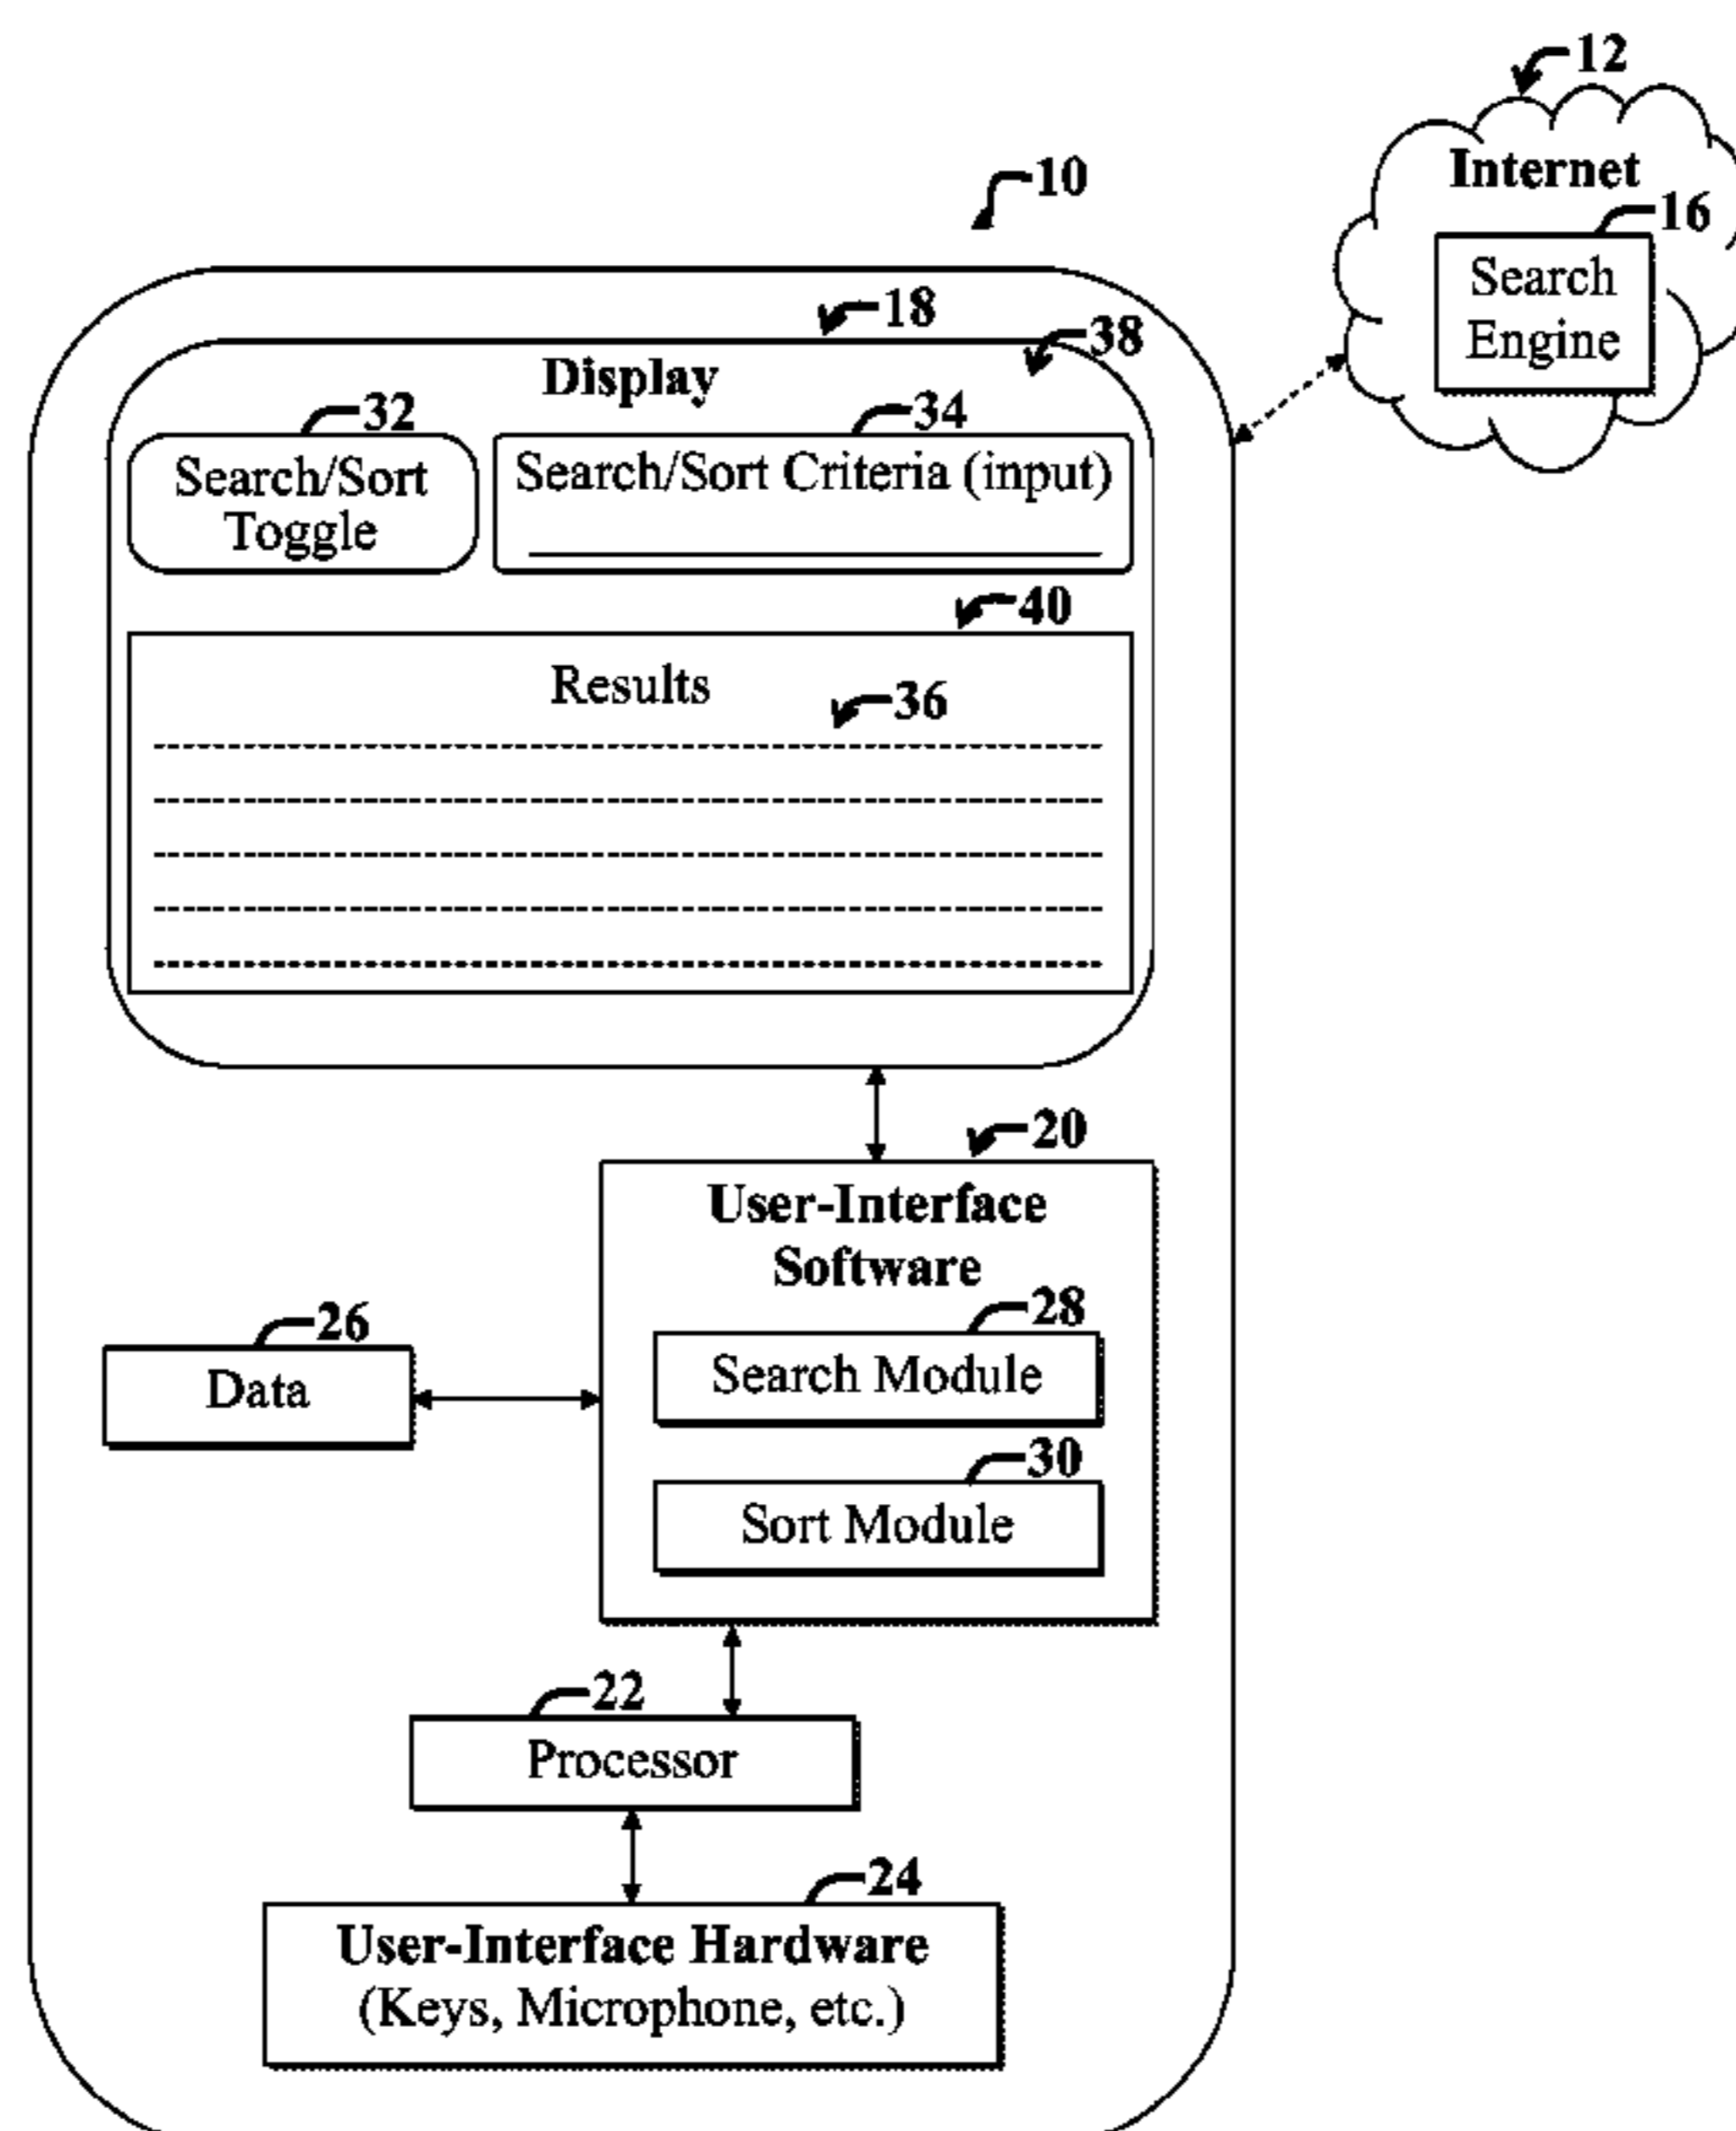 12
Internet
16
Search
Engine
10
18
38
Display
32
34
Search/Sort
Toggle
Search/Sort Criteria (input)
40
Results
36
20
User-Interface
Software
28
Search Module
26
Data
30
Sort Module
22
Processor
24
User-Interface Hardware
(Keys, Microphone, etc.)